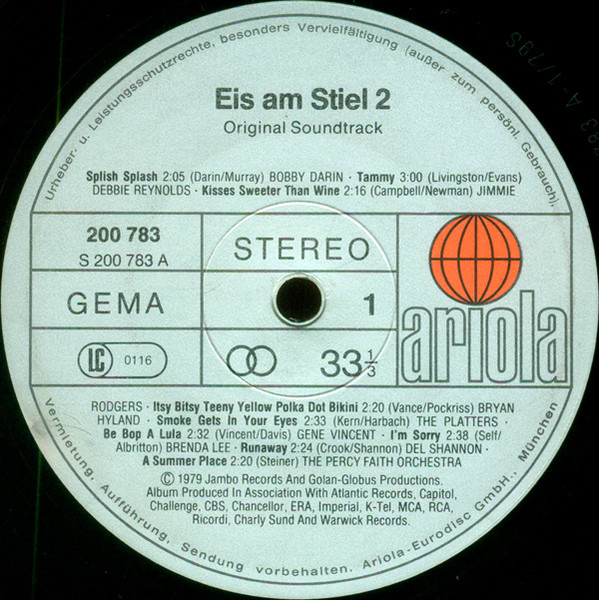 Urheber- u. Leistungsschutzrechte, besonders Vervielfältigung (außer zum persönl. Gebrauch),
Eis am Stiel 2
Original Soundtrack
Splish Splash 2:05 (Darin/Murray) BOBBY DARIN · Tammy 3:00 (Livingston/Evans)
DEBBIE REYNOLDS · Kisses Sweeter Than Wine 2:16 (Campbell/Newman) JIMMIE
200 783
S 200 783 A
STEREO
GEMA
1
LC 0116
33 1/3
ariola
RODGERS · Itsy Bitsy Teeny Yellow Polka Dot Bikini 2:20 (Vance/Pockriss) BRYAN
HYLAND · Smoke Gets In Your Eyes 2:33 (Kern/Harbach) THE PLATTERS ·
Be Bop A Lula 2:32 (Vincent/Davis) GENE VINCENT · I'm Sorry 2:38 (Self/
Albritton) BRENDA LEE · Runaway 2:24 (Crook/Shannon) DEL SHANNON ·
A Summer Place 2:20 (Steiner) THE PERCY FAITH ORCHESTRA
Ⓒ 1979 Jambo Records And Golan-Globus Productions.
Album Produced In Association With Atlantic Records, Capitol,
Challenge, CBS, Chancellor, ERA, Imperial, K-Tel, MCA, RCA,
Ricordi, Charly Sund And Warwick Records.
Vermietung, Aufführung, Sendung vorbehalten. Ariola-Eurodisc GmbH., München